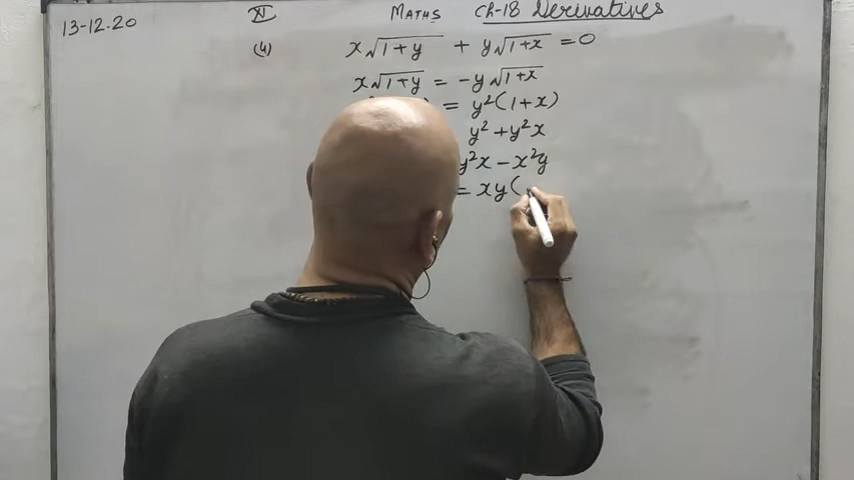 13-12-20 XI MATHS Ch-18 Derivatives
(4) x√1+y + y√1+x = 0
x√1+y = -y√1+x
= y²(1+x)
y² + y²x
y²x - x²y
= xy(